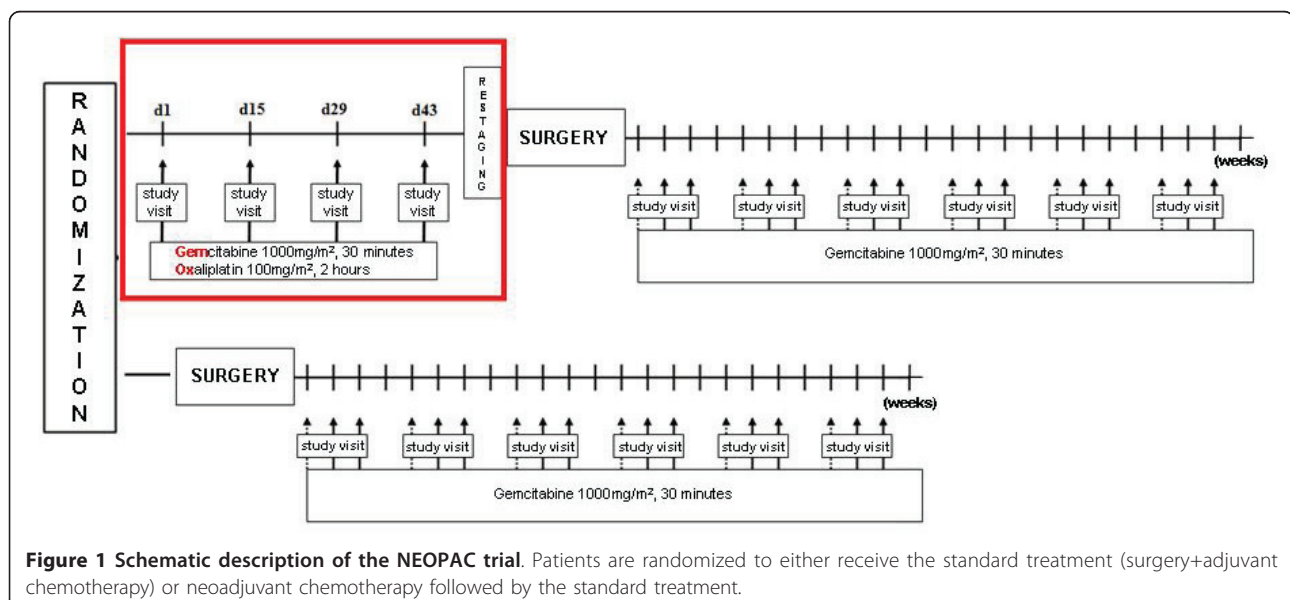 RANDOMIZATION
d1 d15 d29 d43
RESTAGING
study visit study visit study visit study visit
Gemcitabine 1000mg/m², 30 minutes
Oxaliplatin 100mg/m², 2 hours
SURGERY
(weeks)
study visit study visit study visit study visit study visit study visit
Gemcitabine 1000mg/m², 30 minutes
SURGERY
(weeks)
study visit study visit study visit study visit study visit study visit
Gemcitabine 1000mg/m², 30 minutes
Figure 1 Schematic description of the NEOPAC trial. Patients are randomized to either receive the standard treatment (surgery+adjuvant
chemotherapy) or neoadjuvant chemotherapy followed by the standard treatment.